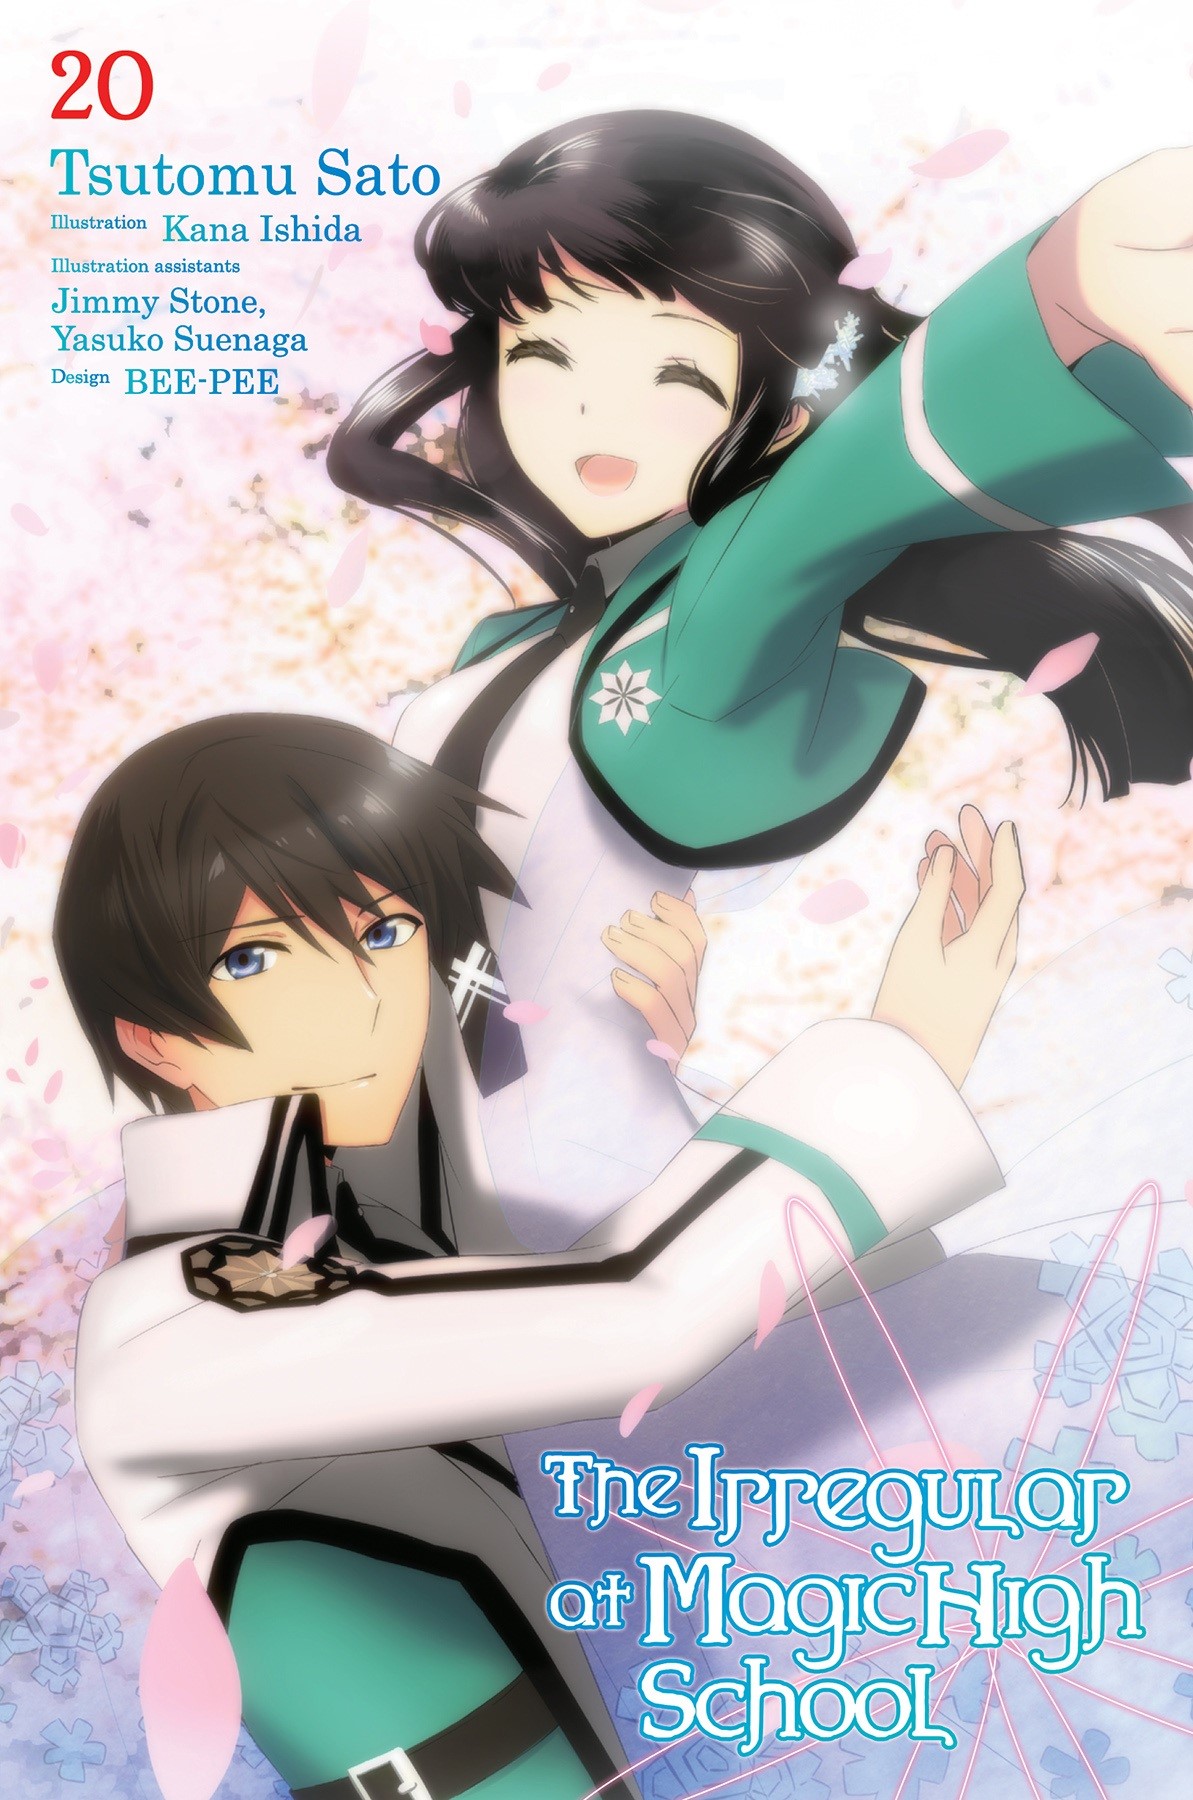 20
Tsutomu Sato
Illustration Kana Ishida
Illustration assistants
Jimmy Stone,
Yasuko Suenaga
Design BEE-PEE
The Irregular
at Magic High
School